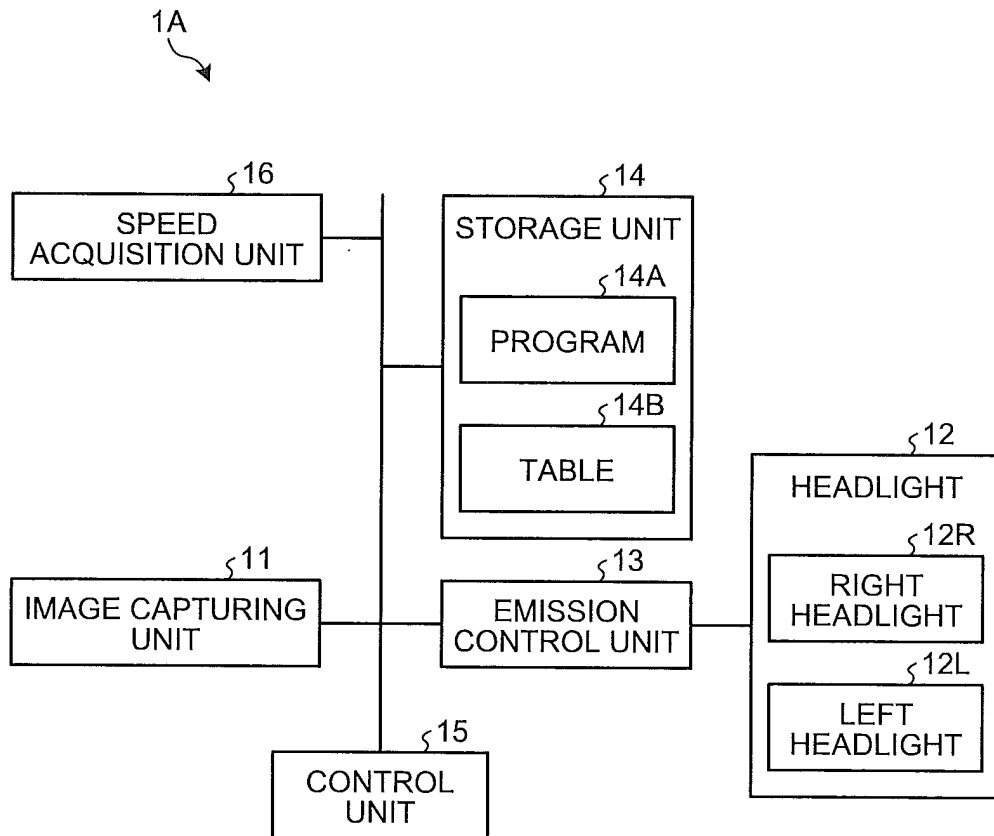 1A
16
SPEED
ACQUISITION UNIT
14
STORAGE UNIT
14A
PROGRAM
14B
TABLE
12
HEADLIGHT
12R
RIGHT
HEADLIGHT
12L
LEFT
HEADLIGHT
11
IMAGE CAPTURING
UNIT
13
EMISSION
CONTROL UNIT
15
CONTROL
UNIT